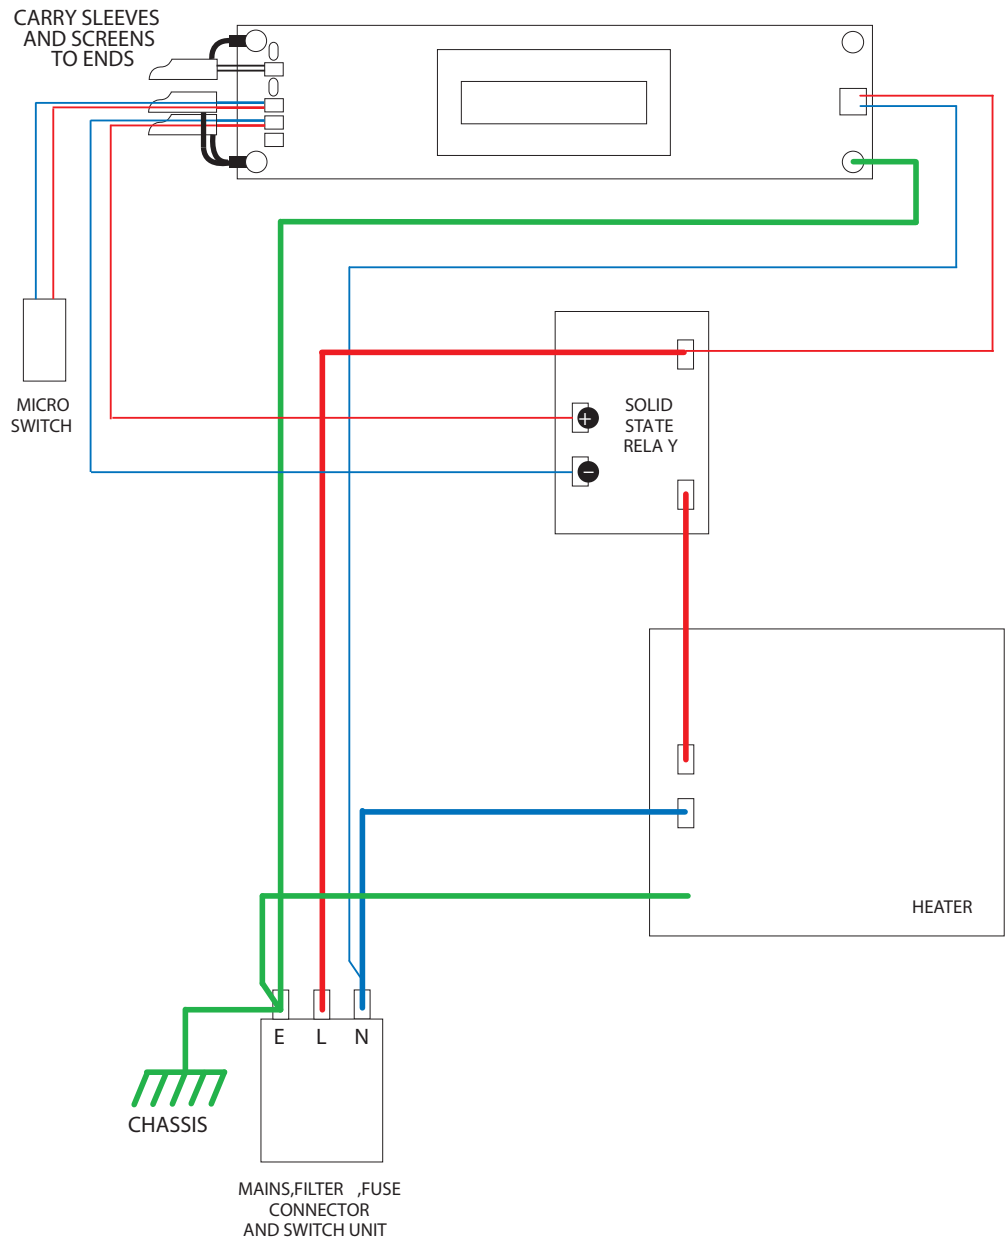 CARRY SLEEVES
AND SCREENS
TO ENDS
MICRO
SWITCH
SOLID
STATE
RELA Y
+
−
HEATER
E L N
CHASSIS
MAINS,FILTER ,FUSE
CONNECTOR
AND SWITCH UNIT